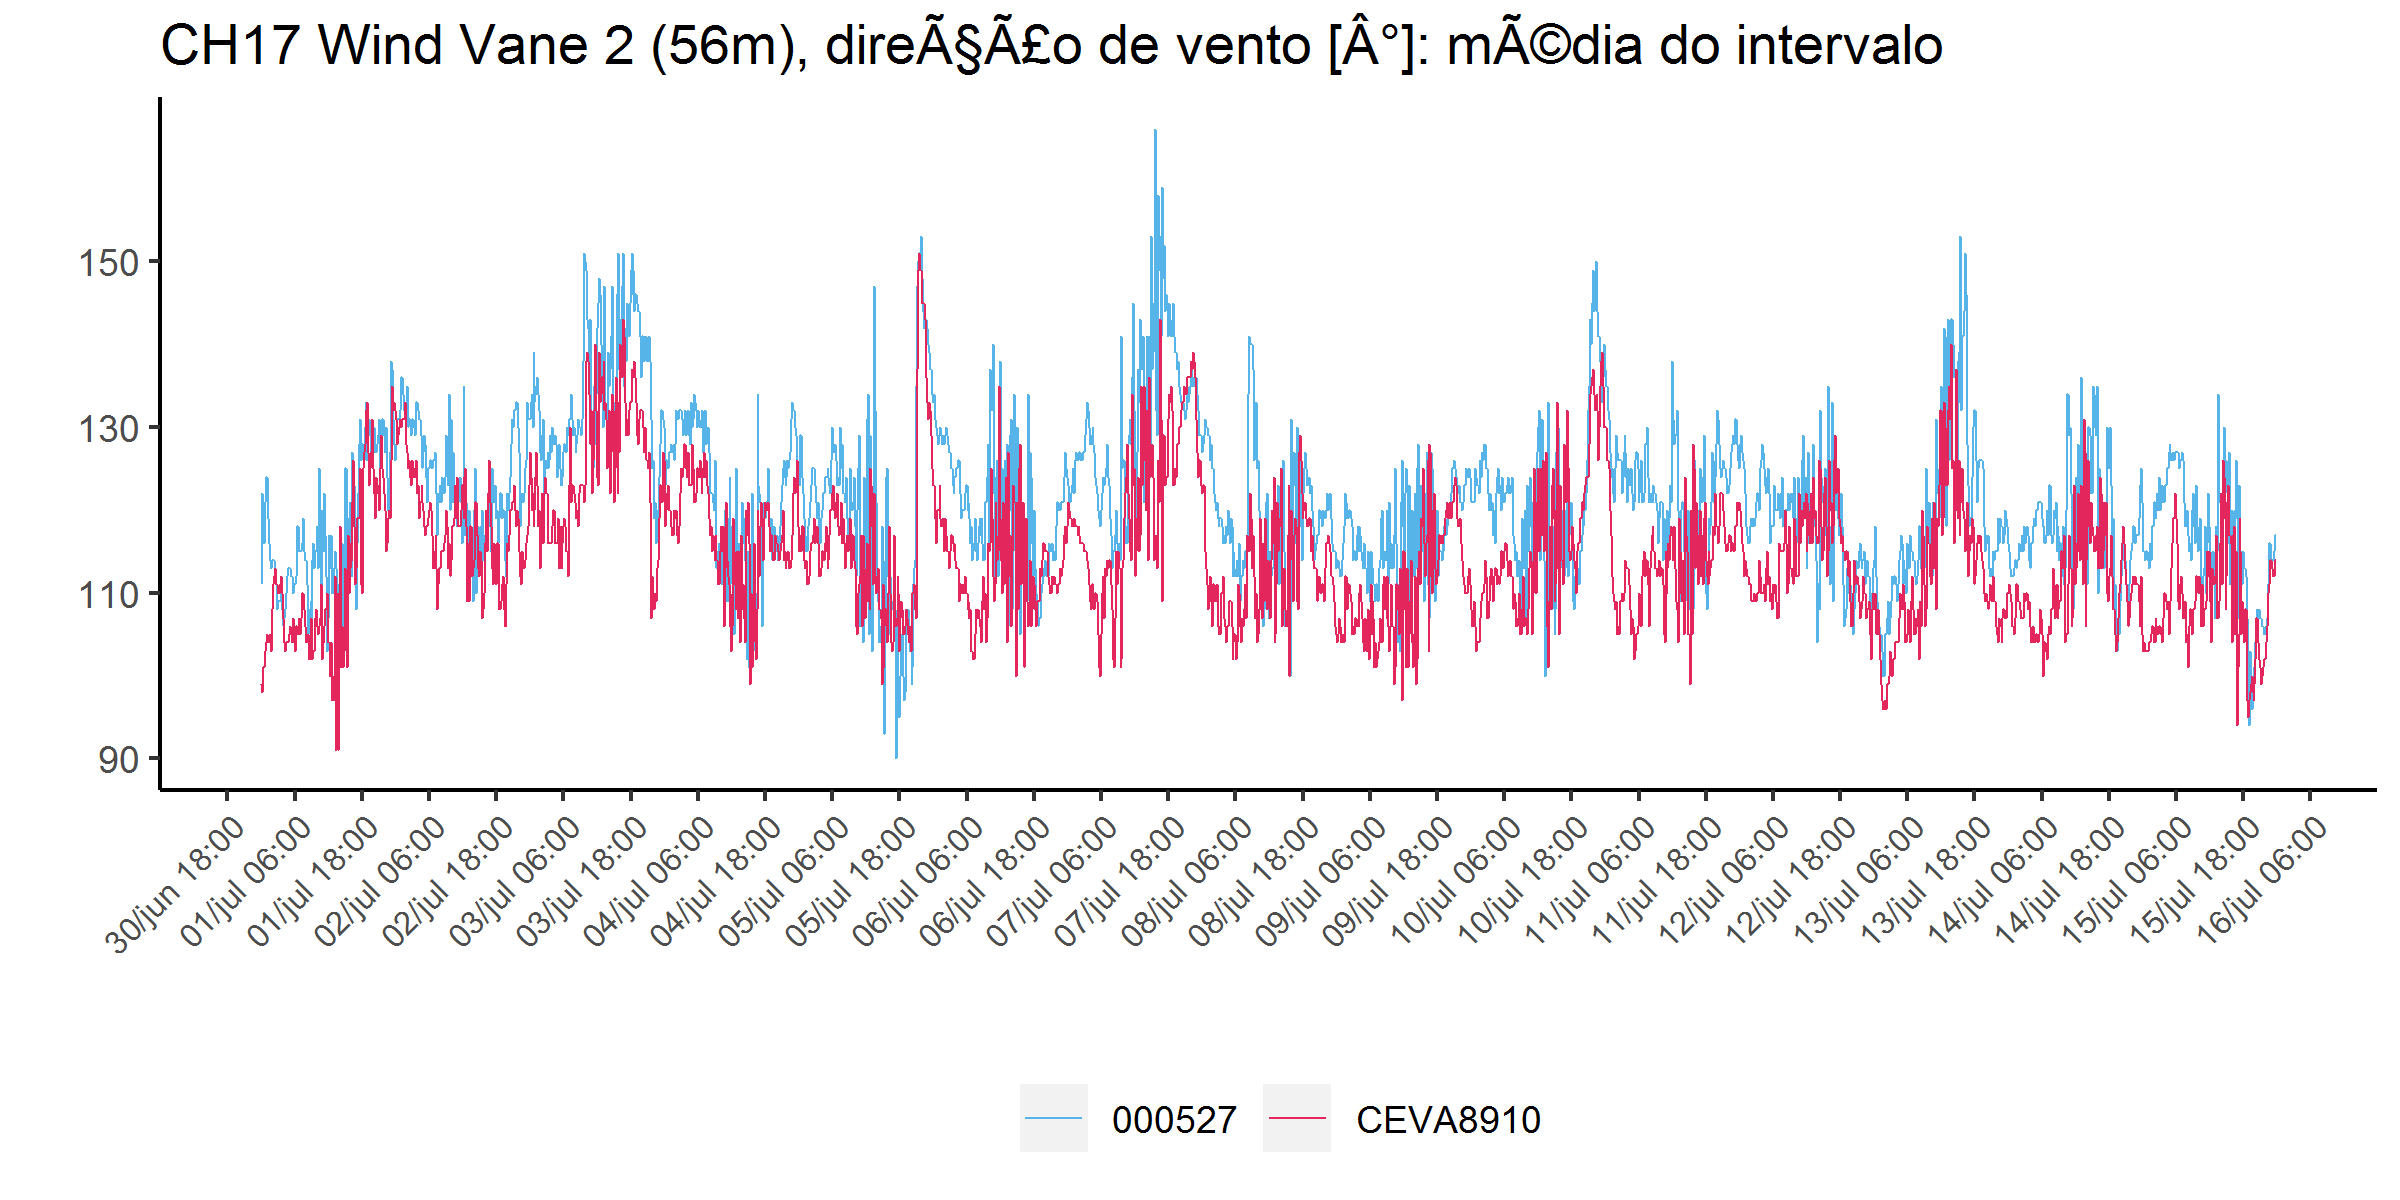 CH17 Wind Vane 2 (56m), direÃ§Ã£o de vento [Â°]: mÃ©dia do intervalo
150
130
110
90
30/jun 18:00
01/jul 06:00
01/jul 18:00
02/jul 06:00
02/jul 18:00
03/jul 06:00
03/jul 18:00
04/jul 06:00
04/jul 18:00
05/jul 06:00
05/jul 18:00
06/jul 06:00
06/jul 18:00
07/jul 06:00
07/jul 18:00
08/jul 06:00
08/jul 18:00
09/jul 06:00
09/jul 18:00
10/jul 06:00
10/jul 18:00
11/jul 06:00
11/jul 18:00
12/jul 06:00
12/jul 18:00
13/jul 06:00
13/jul 18:00
14/jul 06:00
14/jul 18:00
15/jul 06:00
15/jul 18:00
16/jul 06:00
000527
CEVA8910